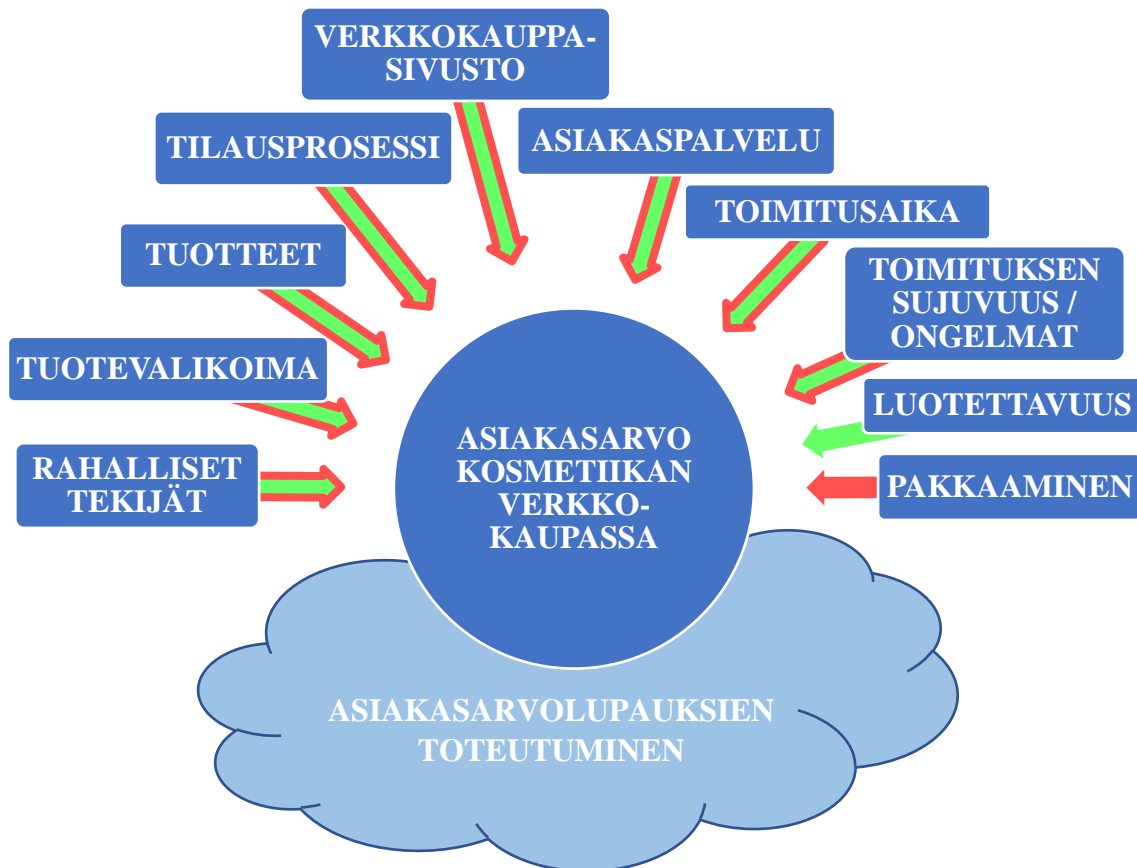 VERKKOKAUPPA-
SIVUSTO
TILAUSPROSESSI
ASIAKASPALVELU
TOIMITUSAIKA
TUOTTEET
TOIMITUKSEN
SUJUVUUS /
ONGELMAT
TUOTEVALIKOIMA
LUOTETTAVUUS
RAHALLISET
TEKIJÄT
PAKKAAMINEN
ASIAKASARVO
KOSMETIIKAN
VERKKO-
KAUPASSA
ASIAKASARVOLUPAUKSIEN
TOTEUTUMINEN